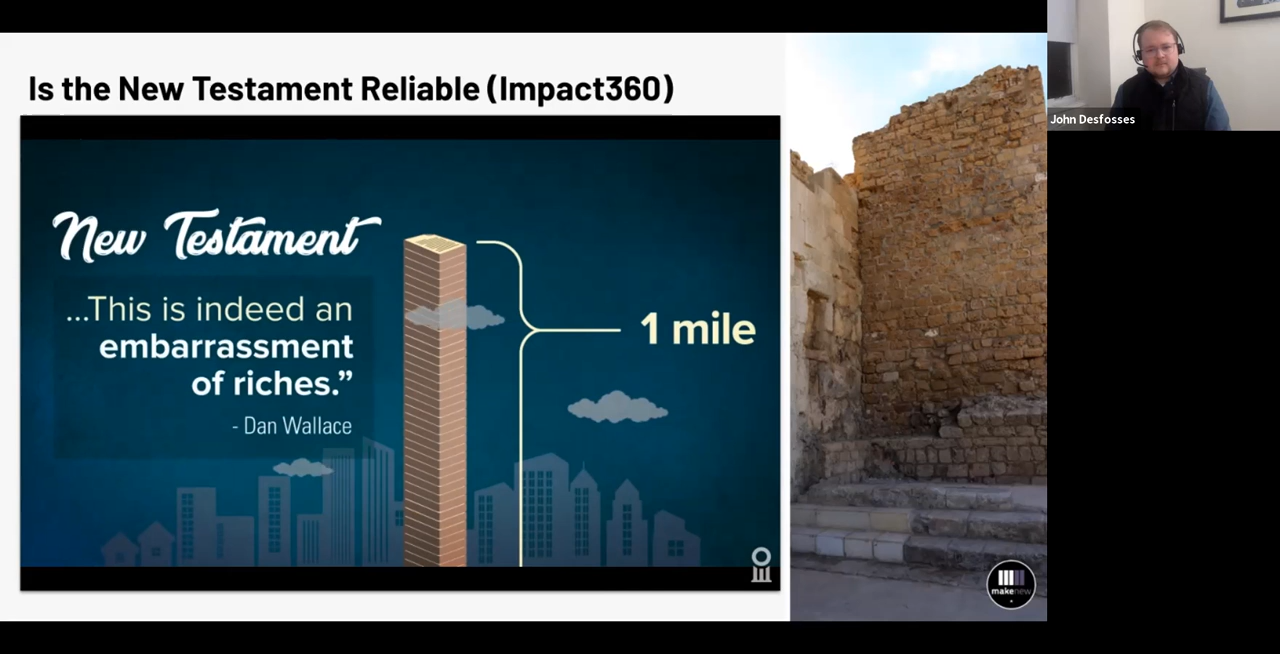 Is the New Testament Reliable (Impact360)
New Testament
...This is indeed an
embarrassment
of riches.”
- Dan Wallace
1 mile
John Desfosses
makenew